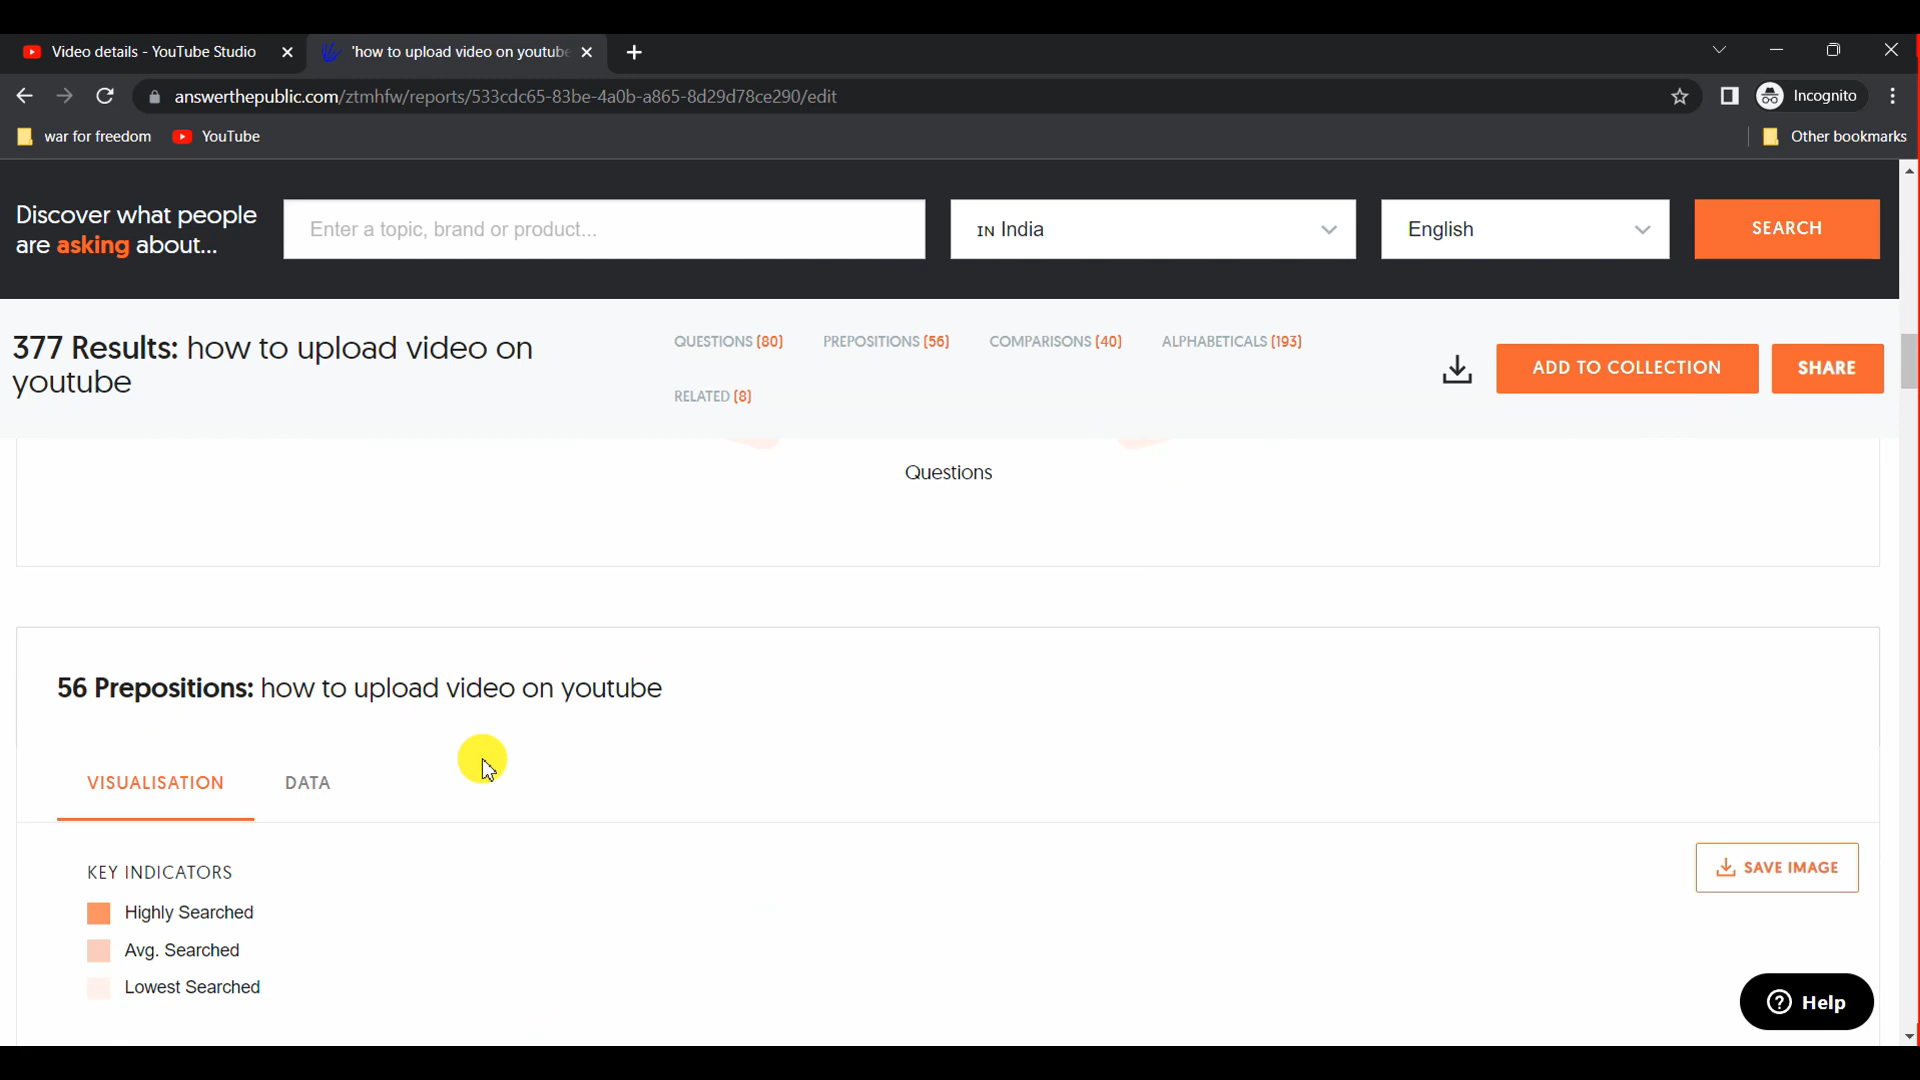 Video details - YouTube Studio
'how to upload video on youtube
answerthepublic.com/ztmhfw/reports/533cdc65-83be-4a0b-a865-8d29d78ce290/edit
Incognito
war for freedom
YouTube
Other bookmarks
Discover what people
are asking about...
Enter a topic, brand or product...
IN India
English
SEARCH
377 Results: how to upload video on
youtube
QUESTIONS (80)
PREPOSITIONS (56)
COMPARISONS (40)
ALPHABETICALS (193)
RELATED (8)
ADD TO COLLECTION
SHARE
Questions
56 Prepositions: how to upload video on youtube
VISUALISATION
DATA
KEY INDICATORS
SAVE IMAGE
Highly Searched
Avg. Searched
Lowest Searched
? Help